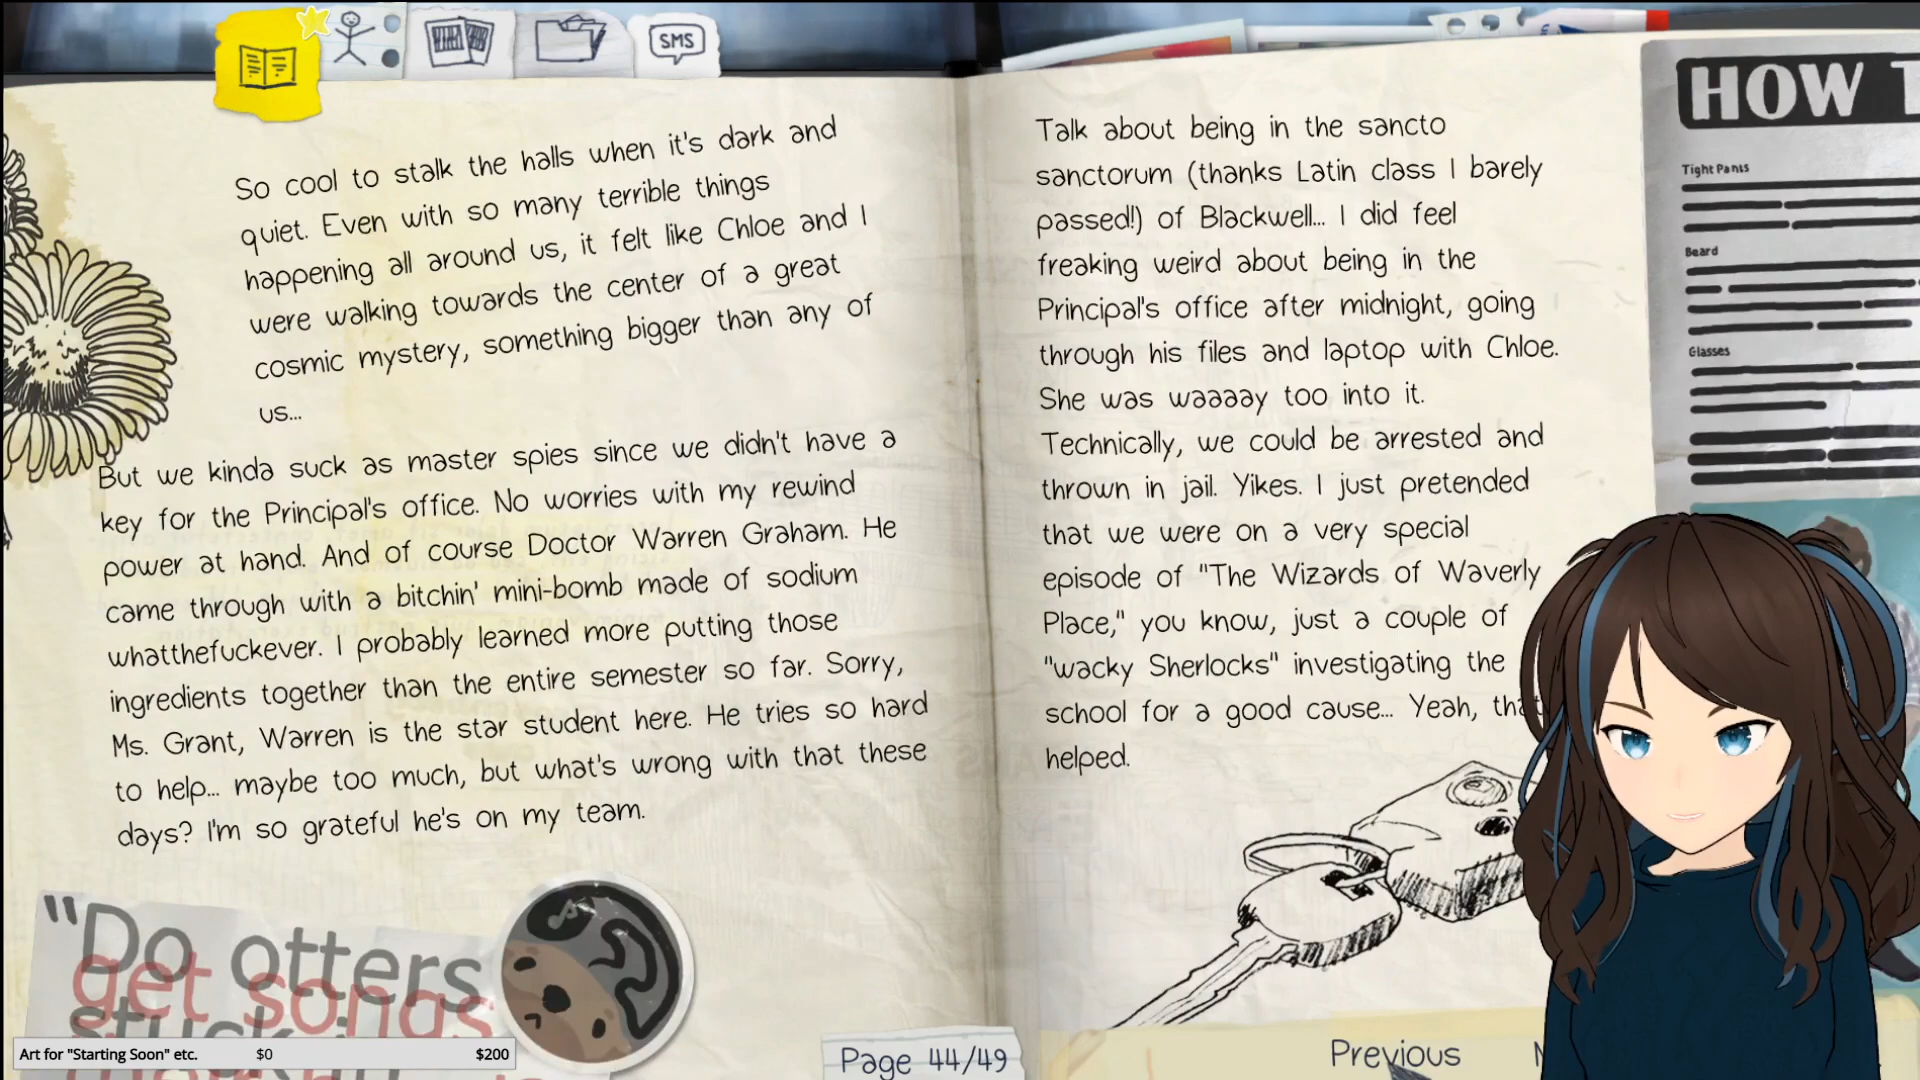 SMS
So cool to stalk the halls when it's dark and
quiet. Even with so many terrible things
happening all around us, it felt like Chloe and I
were walking towards the center of a great
cosmic mystery, something bigger than any of
us...
But we kinda suck as master spies since we didn't have a
key for the Principal's office. No worries with my rewind
power at hand. And of course Doctor Warren Graham. He
came through with a bitchin' mini-bomb made of sodium
whatthefuckever. I probably learned more putting those
ingredients together than the entire semester so far. Sorry,
Ms. Grant, Warren is the star student here. He tries so hard
to help... maybe too much, but what's wrong with that these
days? I'm so grateful he's on my team.
"Do otters
get songs
stuck
Art for "Starting Soon" etc. $0 $200
Talk about being in the sancto
sanctorum (thanks Latin class I barely
passed!) of Blackwell... I did feel
freaking weird about being in the
Principal's office after midnight, going
through his files and laptop with Chloe.
She was waaaay too into it.
Technically, we could be arrested and
thrown in jail. Yikes. I just pretended
that we were on a very special
episode of "The Wizards of Waverly
Place," you know, just a couple of
"wacky Sherlocks" investigating the
school for a good cause... Yeah, that
helped.
Page 44/49
Previous
HOW T
Tight Pants
Beard
Glasses